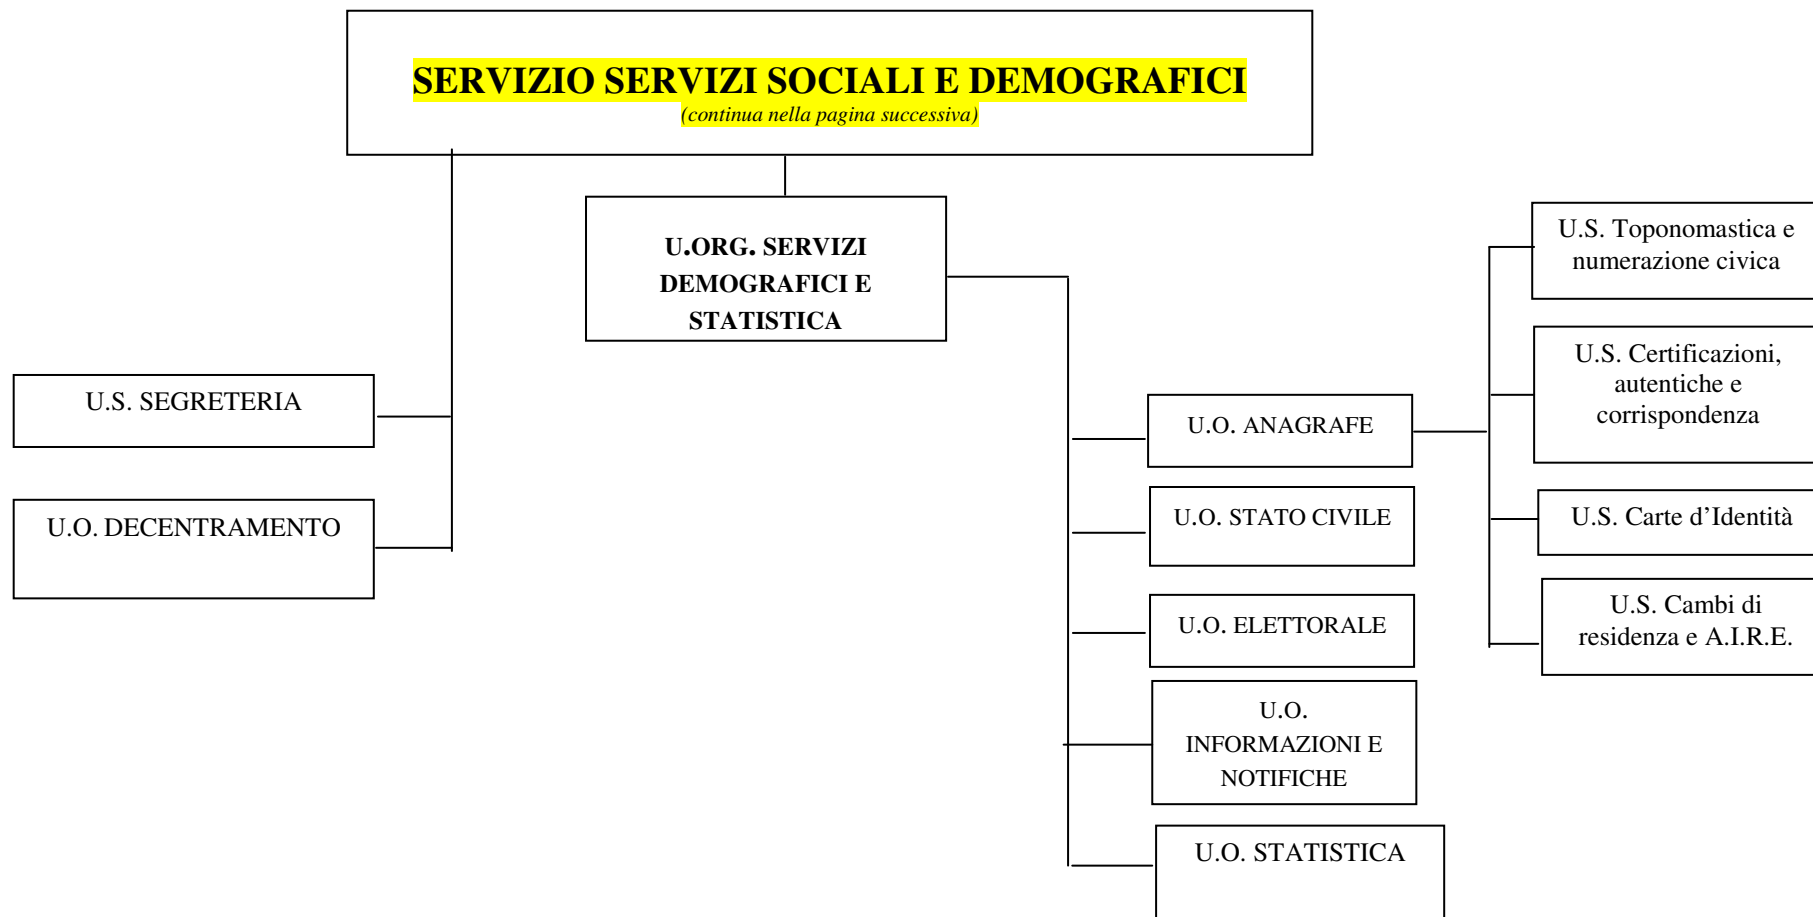 SERVIZIO SERVIZI SOCIALI E DEMOGRAFICI
(continua nella pagina successiva)
U.ORG. SERVIZI
DEMOGRAFICI E
STATISTICA
U.S. SEGRETERIA
U.O. DECENTRAMENTO
U.O. ANAGRAFE
U.O. STATO CIVILE
U.O. ELETTORALE
U.O.
INFORMAZIONI E
NOTIFICHE
U.O. STATISTICA
U.S. Toponomastica e
numerazione civica
U.S. Certificazioni,
autentiche e
corrispondenza
U.S. Carte d’Identità
U.S. Cambi di
residenza e A.I.R.E.